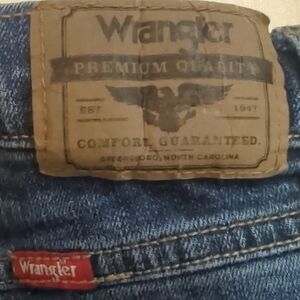 Wrangler
PREMIUM QUALITY
EST 1947
COMFORT GUARANTEED.
GREENSBORO, NORTH CAROLINA
Wrangler